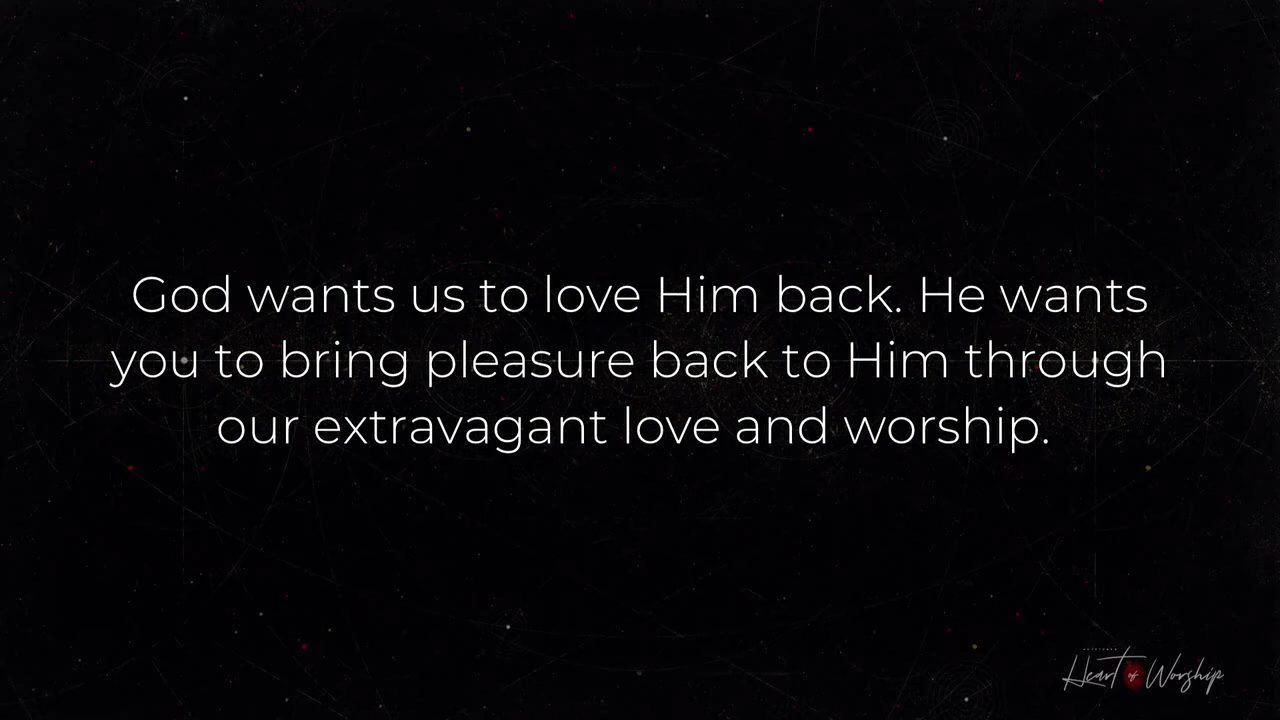 God wants us to love Him back. He wants
you to bring pleasure back to Him through
our extravagant love and worship.
Heart of Worship